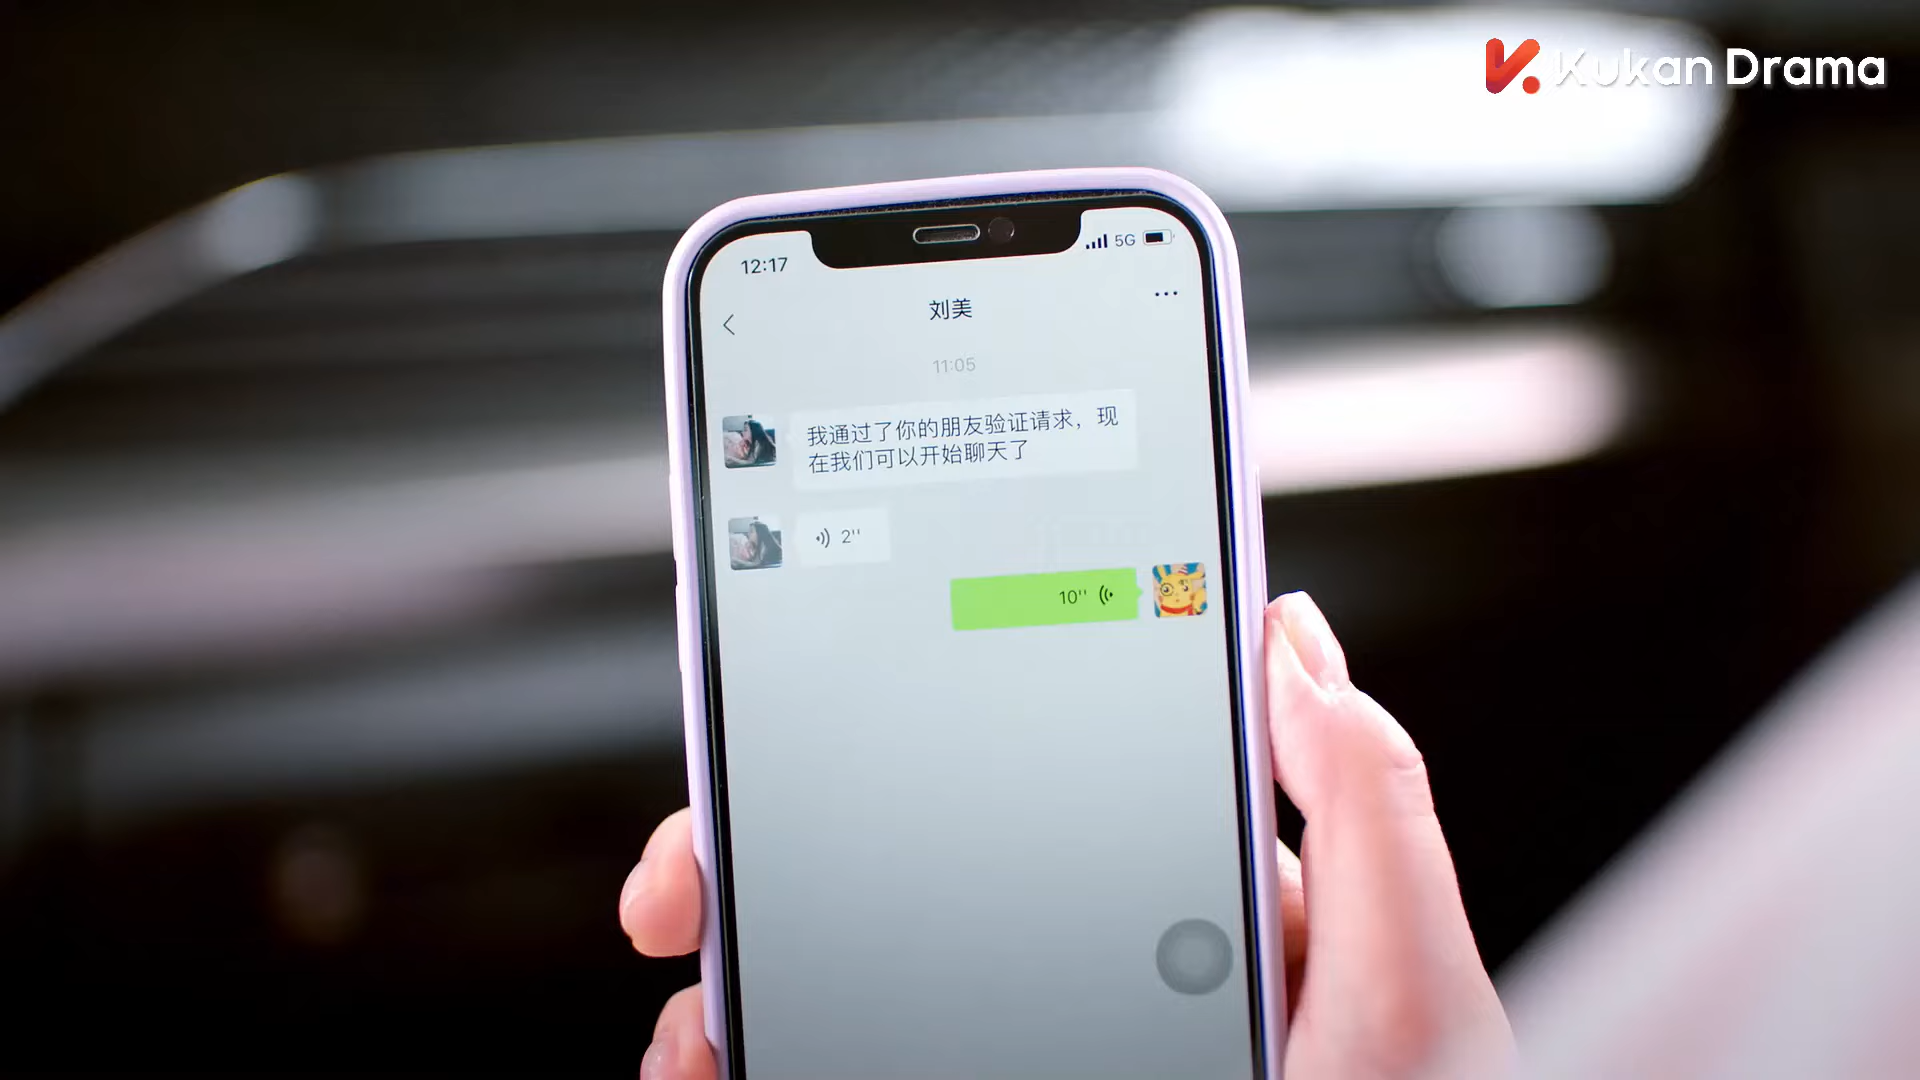 Kukan Drama
12:17
5G
刘美
11:05
我通过了你的朋友验证请求，现
在我们可以开始聊天了
2''
10''